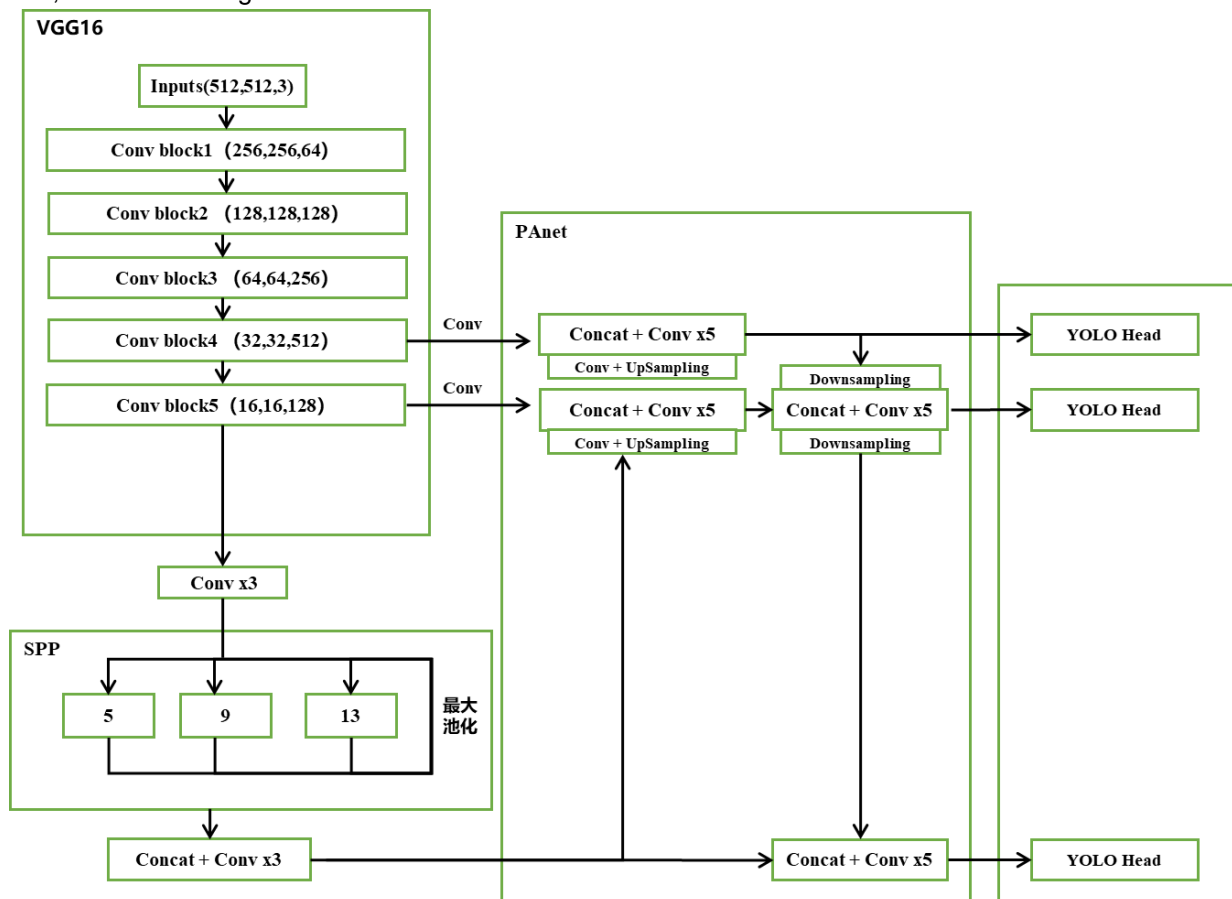 VGG16
Inputs(512,512,3)
Conv block1（256,256,64）
Conv block2 （128,128,128）
Conv block3（64,64,256）
Conv block4（32,32,512）
Conv block5（16,16,128）
Conv
Conv
Conv x3
SPP
5
9
13
最大
池化
Concat + Conv x3
PAnet
Concat + Conv x5
Conv + UpSampling
Concat + Conv x5
Conv + UpSampling
Downsampling
Concat + Conv x5
Downsampling
Concat + Conv x5
YOLO Head
YOLO Head
YOLO Head